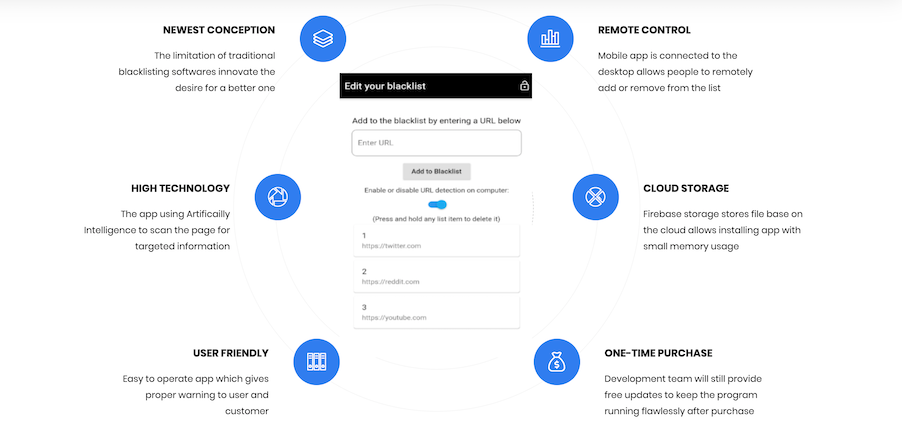 NEWEST CONCEPTION
The limitation of traditional
blacklisting softwares innovate the
desire for a better one
HIGH TECHNOLOGY
The app using Artificailly
Intelligence to scan the page for
targeted information
USER FRIENDLY
Easy to operate app which gives
proper warning to user and
customer
Edit your blacklist
Add to the blacklist by entering a URL below
Enter URL
Add to Blacklist
Enable or disable URL detection on computer:
(Press and hold any list item to delete it)
1
https://twitter.com
2
https://reddit.com
3
https://youtube.com
REMOTE CONTROL
Mobile app is connected to the
desktop allows people to remotely
add or remove from the list
CLOUD STORAGE
Firebase storage stores file base on
the cloud allows installing app with
small memory usage
ONE-TIME PURCHASE
Development team will still provide
free updates to keep the program
running flawlessly after purchase